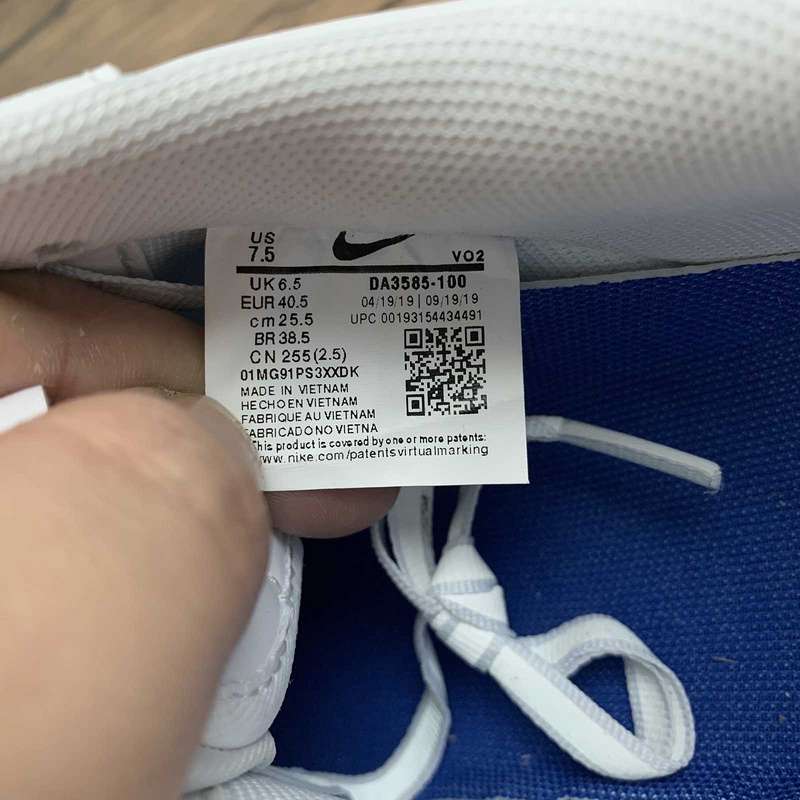 US
7.5
VO2
UK 6.5
DA3585-100
EUR 40.5
04/19/19 | 09/19/19
cm 25.5
UPC 00193154434491
BR 38.5
CN 255 (2.5)
01MG91PS3XXDK
MADE IN VIETNAM
HECHO EN VIETNAM
FABRIQUE AU VIETNAM
FABRICADO NO VIETNA
This product is covered by one or more patents:
www.nike.com/patentsvirtualmarking